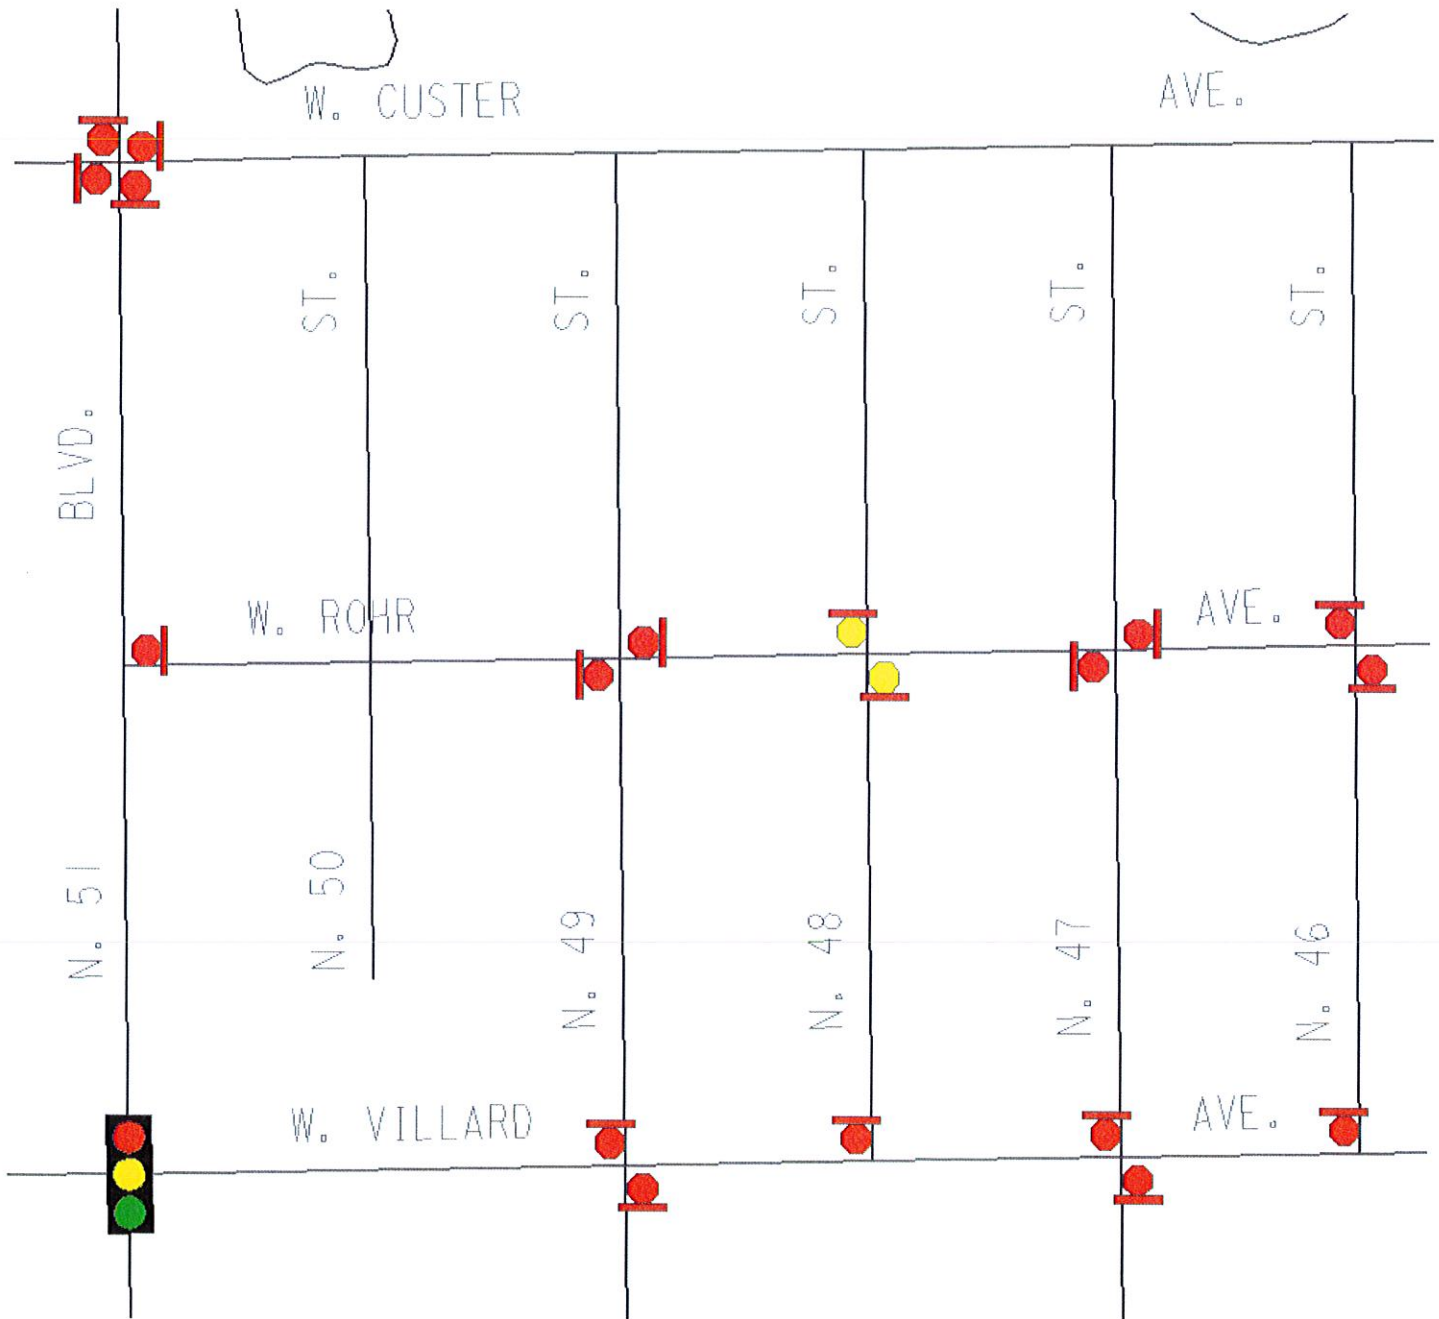 W. CUSTER AVE.
N. 51 BLVD.
N. 50 ST.
N. 49 ST.
N. 48 ST.
N. 47 ST.
N. 46 ST.
W. ROHR AVE.
W. VILLARD AVE.